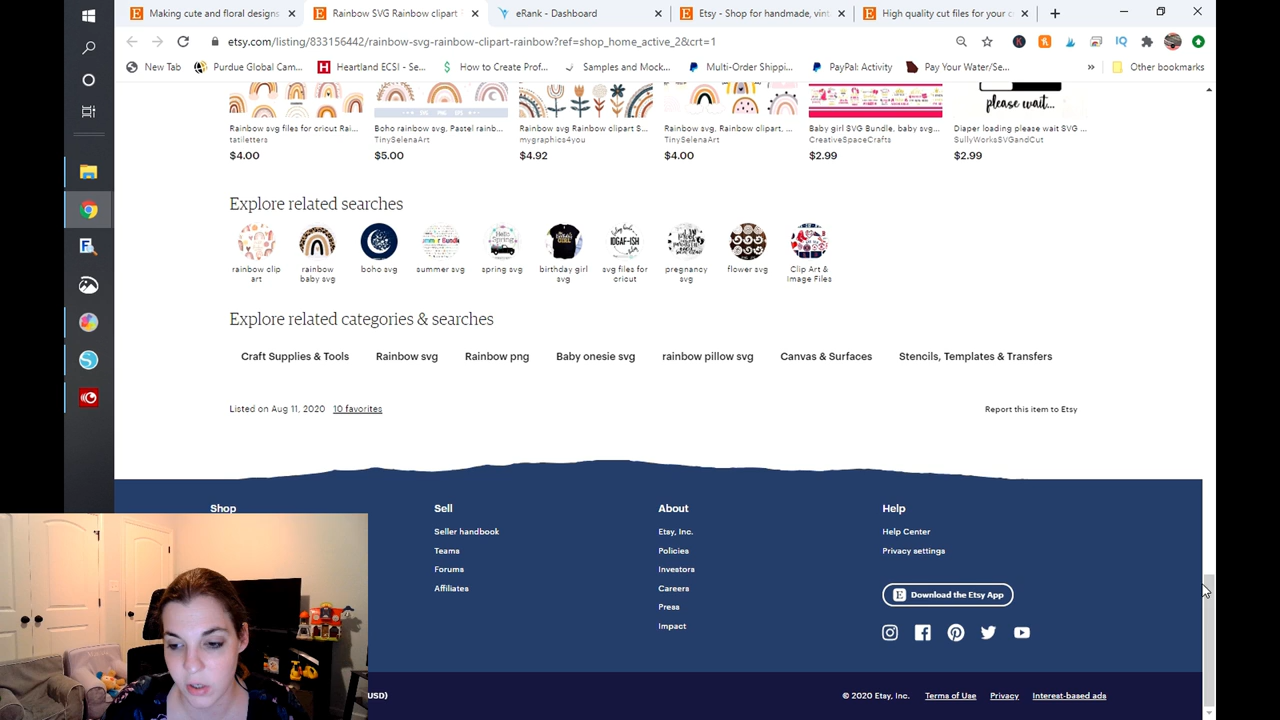 Making cute and floral designs
Rainbow SVG Rainbow clipart
eRank - Dashboard
Etsy - Shop for handmade, vint
High quality cut files for your c
etsy.com/listing/833156442/rainbow-svg-rainbow-clipart-rainbow?ref=shop_home_active_2&crt=1
New Tab
Purdue Global Cam...
Heartland ECSI - Se...
How to Create Prof...
Samples and Mock...
Multi-Order Shippi...
PayPal: Activity
Pay Your Water/Se...
»
Other bookmarks
please wait...
Rainbow svg files for cricut Rai...
tatiletters
$4.00
Boho rainbow svg. Pastel rainb...
TinySelenaArt
$5.00
Rainbow svg Rainbow clipart S...
mygraphics4you
$4.92
Rainbow svg, Rainbow clipart, ...
TinySelenaArt
$4.00
Baby girl SVG Bundle, baby svg...
CreativeSpaceCrafts
$2.99
Diaper loading please wait SVG ...
SullyWorksSVGandCut
$2.99
Explore related searches
rainbow clip
art
rainbow
baby svg
boho svg
summer svg
spring svg
birthday girl
svg
svg files for
cricut
pregnancy
svg
flower svg
Clip Art &
Image Files
Explore related categories & searches
Craft Supplies & Tools
Rainbow svg
Rainbow png
Baby onesie svg
rainbow pillow svg
Canvas & Surfaces
Stencils, Templates & Transfers
Listed on Aug 11, 2020
10 favorites
Report this item to Etsy
Shop
Sell
Seller handbook
Teams
Forums
Affiliates
About
Etsy, Inc.
Policies
Investors
Careers
Press
Impact
Help
Help Center
Privacy settings
Download the Etsy App
USD)
© 2020 Etsy, Inc.
Terms of Use
Privacy
Interest-based ads